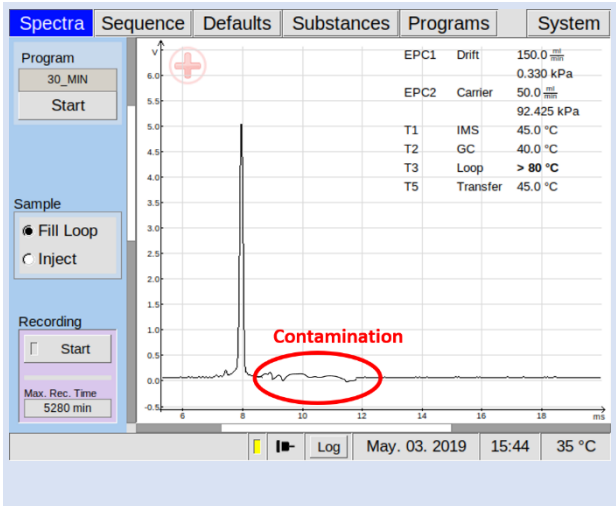 Spectra Sequence Defaults Substances Programs System
Program
30_MIN
Start
Sample
Fill Loop
Inject
Recording
Start
Max. Rec. Time
5280 min
V
6.0
5.5
5.0
4.5
4.0
3.5
3.0
2.5
2.0
1.5
1.0
0.5
0.0
-0.5
6 8 10 12 14 16 18 ms
EPC1 Drift 150.0 ml/min
0.330 kPa
EPC2 Carrier 50.0 ml/min
92.425 kPa
T1 IMS 45.0 °C
T2 GC 40.0 °C
T3 Loop > 80 °C
T5 Transfer 45.0 °C
Contamination
Log May. 03. 2019 15:44 35 °C